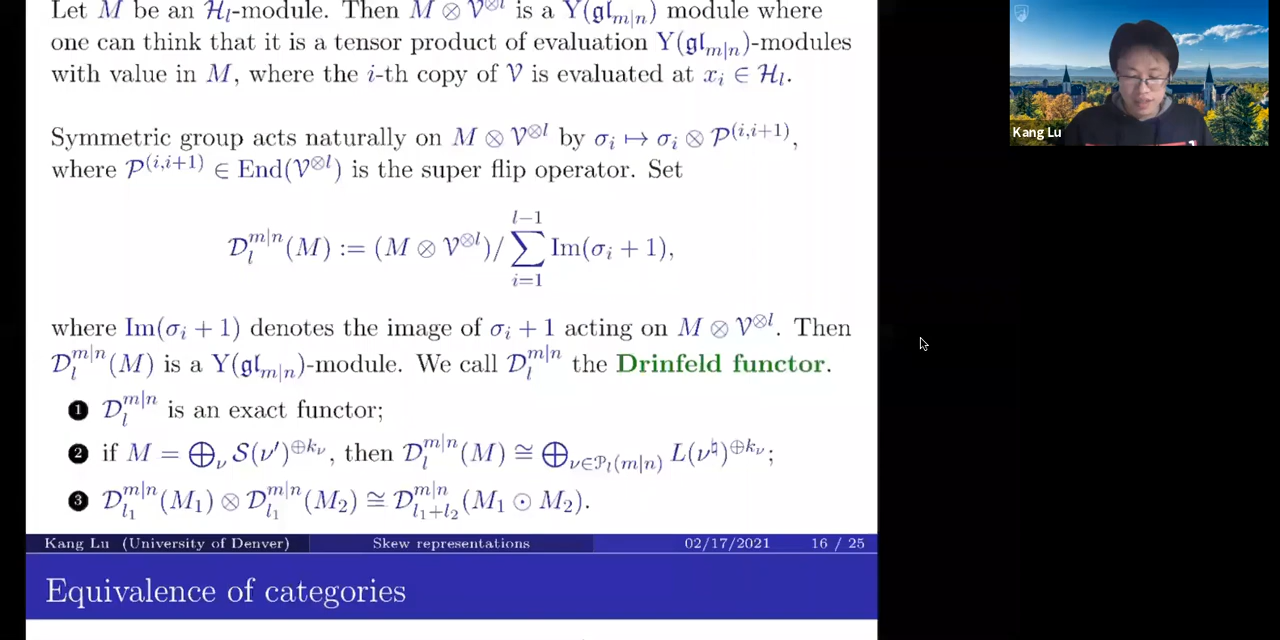 Let M be an ℋ_l-module. Then M ⊗ 𝒱^{⊗l} is a Y(𝔤𝔩_{m|n}) module where
one can think that it is a tensor product of evaluation Y(𝔤𝔩_{m|n})-modules
with value in M, where the i-th copy of 𝒱 is evaluated at x_i ∈ ℋ_l.
Symmetric group acts naturally on M ⊗ 𝒱^{⊗l} by σ_i ↦ σ_i ⊗ 𝒫^{(i,i+1)},
where 𝒫^{(i,i+1)} ∈ End(𝒱^{⊗l}) is the super flip operator. Set
𝒟_l^{m|n}(M) := (M ⊗ 𝒱^{⊗l})/ ∑_{i=1}^{l−1} Im(σ_i + 1),
where Im(σ_i + 1) denotes the image of σ_i + 1 acting on M ⊗ 𝒱^{⊗l}. Then
𝒟_l^{m|n}(M) is a Y(𝔤𝔩_{m|n})-module. We call 𝒟_l^{m|n} the Drinfeld functor.
1 𝒟_l^{m|n} is an exact functor;
2 if M = ⊕_ν 𝒮(ν′)^{⊕k_ν}, then 𝒟_l^{m|n}(M) ≅ ⊕_{ν∈𝒫_l(m|n)} L(ν^♮)^{⊕k_ν};
3 𝒟_{l_1}^{m|n}(M_1) ⊗ 𝒟_{l_1}^{m|n}(M_2) ≅ 𝒟_{l_1+l_2}^{m|n}(M_1 ⊙ M_2).
Kang Lu (University of Denver) Skew representations 02/17/2021 16 / 25
Equivalence of categories
Kang Lu